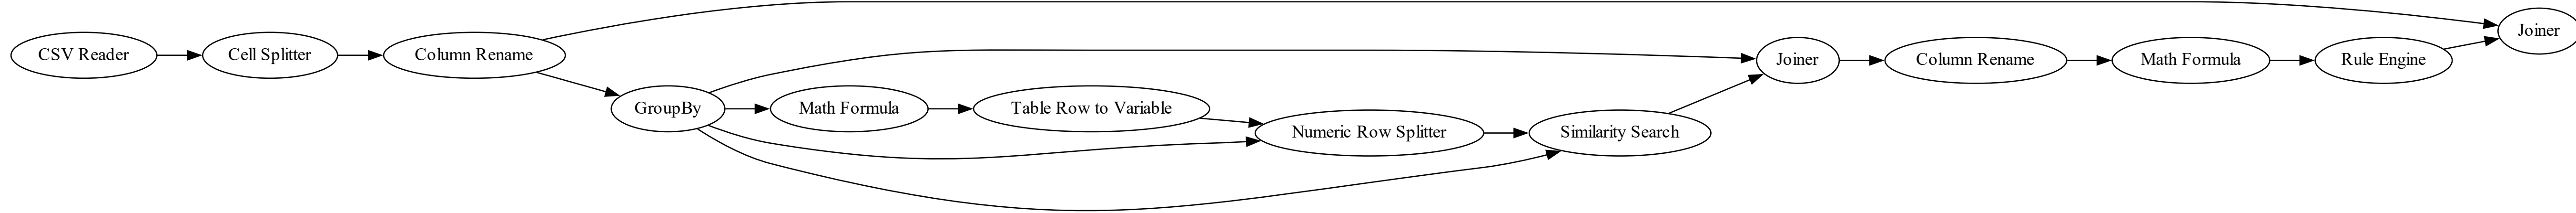 CSV Reader
Cell Splitter
Column Rename
GroupBy
Math Formula
Table Row to Variable
Numeric Row Splitter
Similarity Search
Joiner
Column Rename
Math Formula
Rule Engine
Joiner